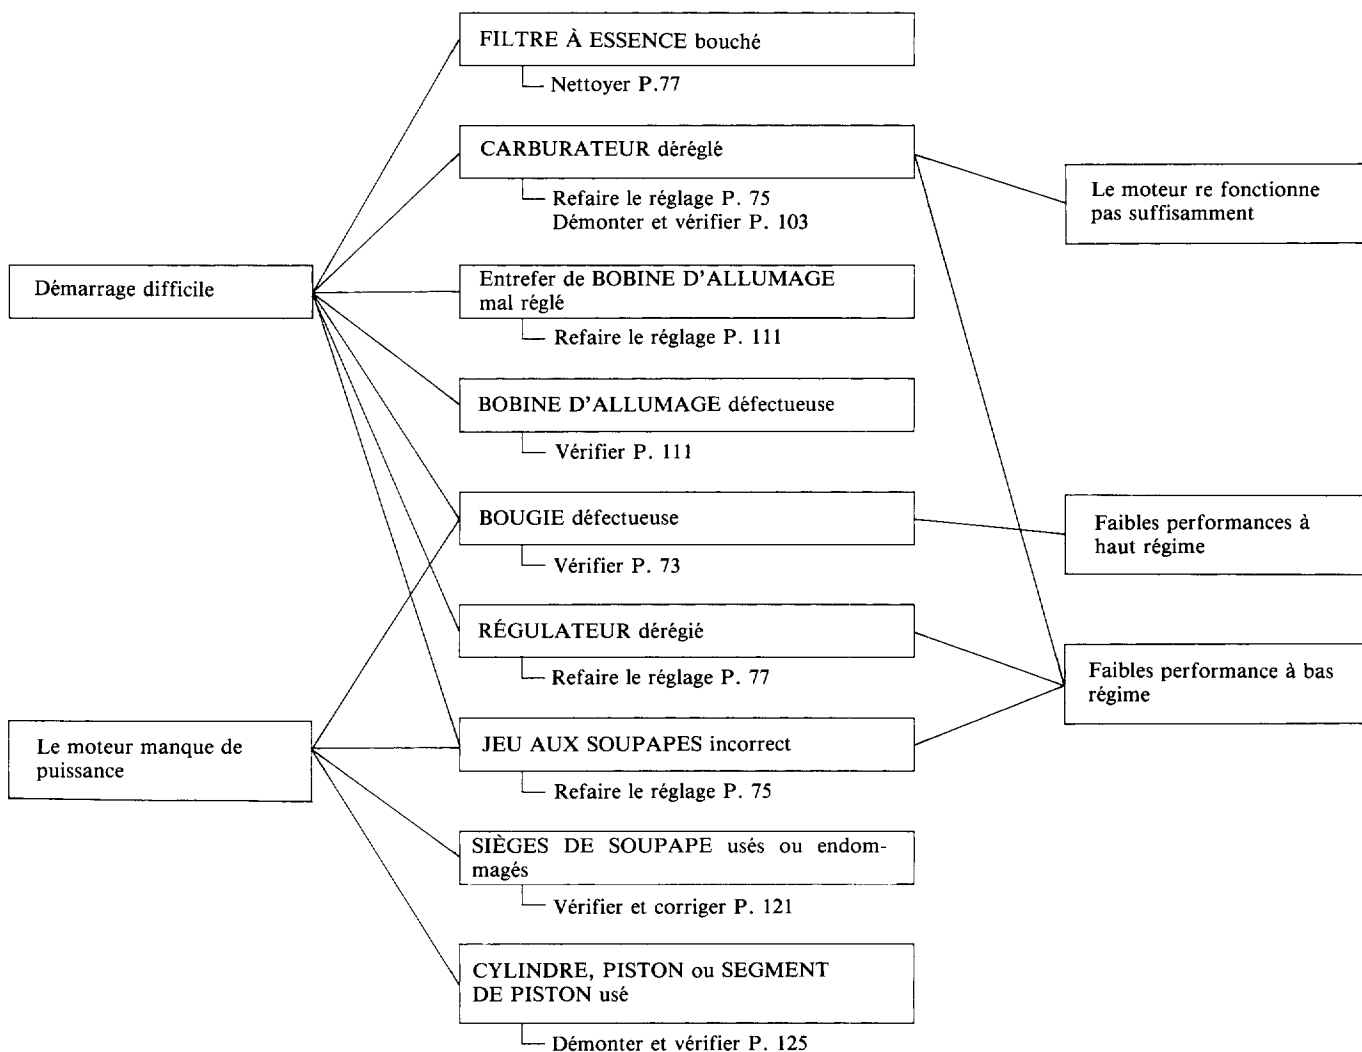 FILTRE À ESSENCE bouché
Nettoyer P.77
CARBURATEUR déréglé
Refaire le réglage P. 75
Démonter et vérifier P. 103
Le moteur re fonctionne
pas suffisamment
Démarrage difficile
Entrefer de BOBINE D'ALLUMAGE
mal réglé
Refaire le réglage P. 111
BOBINE D'ALLUMAGE défectueuse
Vérifier P. 111
BOUGIE défectueuse
Vérifier P. 73
Faibles performances à
haut régime
RÉGULATEUR dérégié
Refaire le réglage P. 77
Faibles performance à bas
régime
Le moteur manque de
puissance
JEU AUX SOUPAPES incorrect
Refaire le réglage P. 75
SIÈGES DE SOUPAPE usés ou endom-
magés
Vérifier et corriger P. 121
CYLINDRE, PISTON ou SEGMENT
DE PISTON usé
Démonter et vérifier P. 125